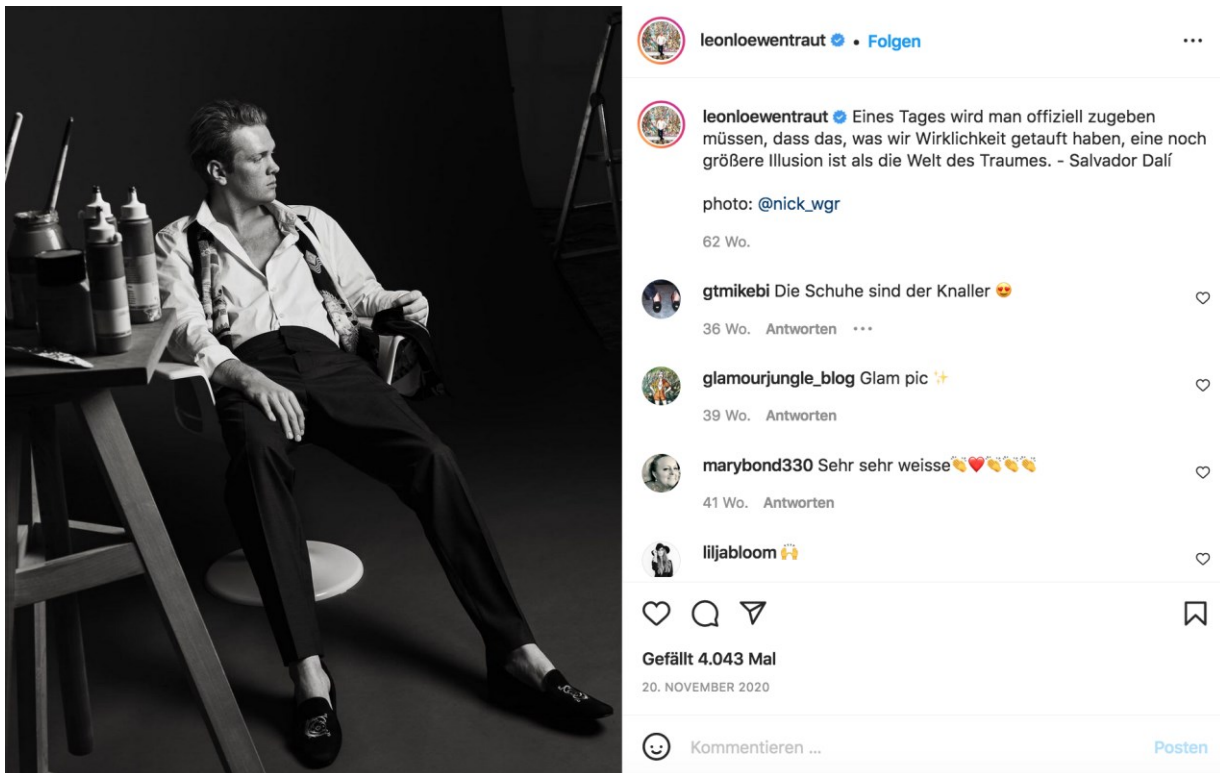 leonloewentraut • Folgen
leonloewentraut Eines Tages wird man offiziell zugeben
müssen, dass das, was wir Wirklichkeit getauft haben, eine noch
größere Illusion ist als die Welt des Traumes. - Salvador Dalí
photo: @nick_wgr
62 Wo.
gtmikebi Die Schuhe sind der Knaller 😍
36 Wo. Antworten •••
glamourjungle_blog Glam pic ✨
39 Wo. Antworten
marybond330 Sehr sehr weisse👏❤️👏👏👏
41 Wo. Antworten
liljabloom 🙌
Gefällt 4.043 Mal
20. NOVEMBER 2020
Kommentieren ...
Posten